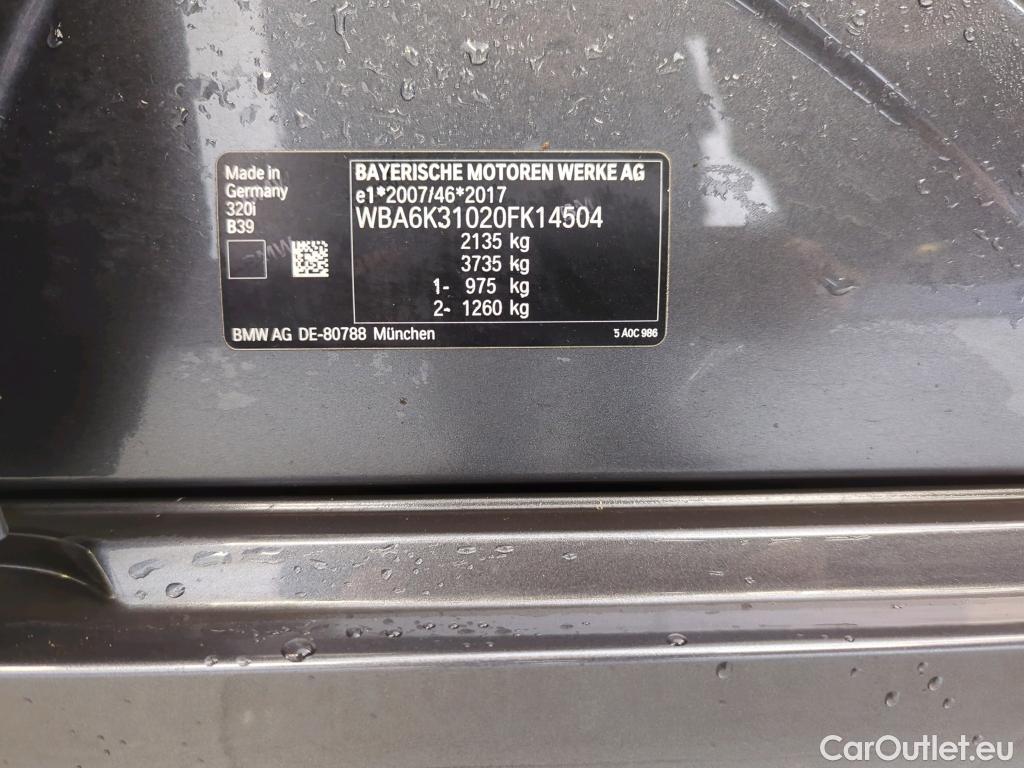 Made in
Germany
320i
B39
BAYERISCHE MOTOREN WERKE AG
e1*2007/46*2017
WBA6K31020FK14504
2135 kg
3735 kg
1- 975 kg
2- 1260 kg
BMW AG DE-80788 München
5 A0C 986
CarOutlet.eu